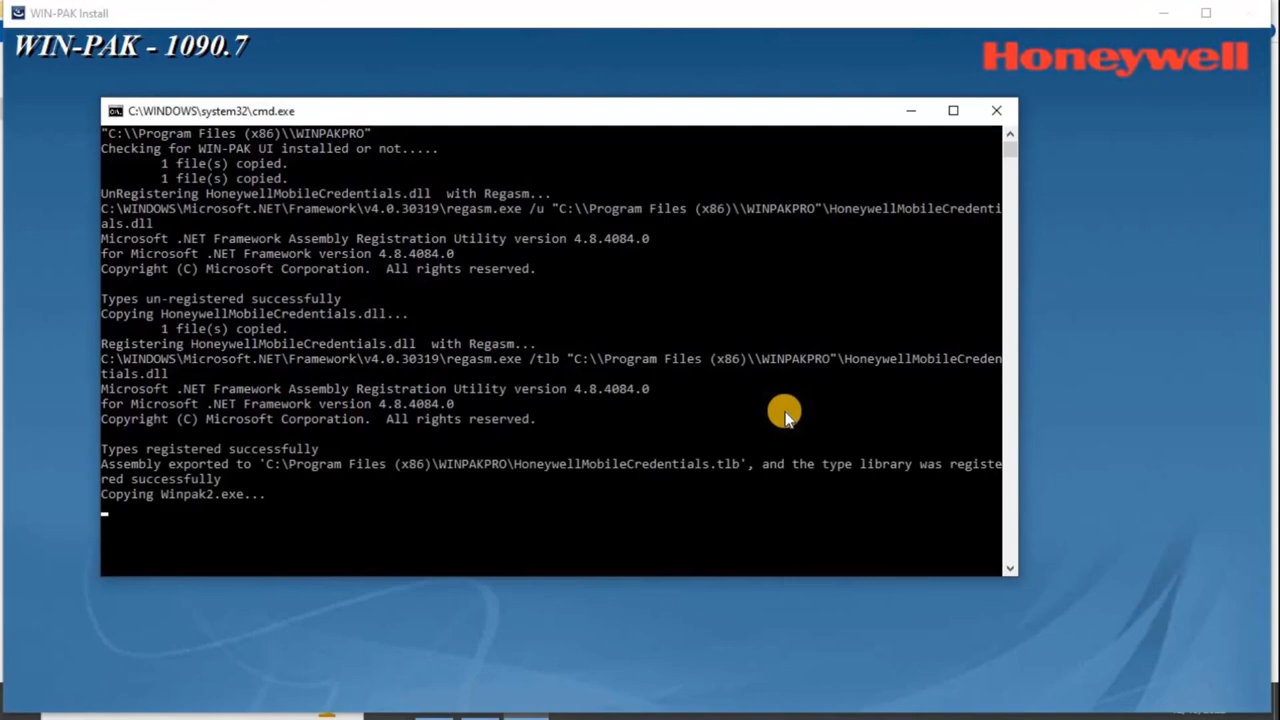 WIN-PAK Install
WIN-PAK - 1090.7
Honeywell
C:\WINDOWS\system32\cmd.exe
"C:\\Program Files (x86)\\WINPAKPRO"
Checking for WIN-PAK UI installed or not.....
1 file(s) copied.
1 file(s) copied.
UnRegistering HoneywellMobileCredentials.dll  with Regasm...
C:\WINDOWS\Microsoft.NET\Framework\v4.0.30319\regasm.exe /u "C:\\Program Files (x86)\\WINPAKPRO"\HoneywellMobileCredenti
als.dll
Microsoft .NET Framework Assembly Registration Utility version 4.8.4084.0
for Microsoft .NET Framework version 4.8.4084.0
Copyright (C) Microsoft Corporation.  All rights reserved.
Types un-registered successfully
Copying HoneywellMobileCredentials.dll...
1 file(s) copied.
Registering HoneywellMobileCredentials.dll  with Regasm...
C:\WINDOWS\Microsoft.NET\Framework\v4.0.30319\regasm.exe /tlb "C:\\Program Files (x86)\\WINPAKPRO"\HoneywellMobileCreden
tials.dll
Microsoft .NET Framework Assembly Registration Utility version 4.8.4084.0
for Microsoft .NET Framework version 4.8.4084.0
Copyright (C) Microsoft Corporation.  All rights reserved.
Types registered successfully
Assembly exported to 'C:\Program Files (x86)\WINPAKPRO\HoneywellMobileCredentials.tlb', and the type library was registe
red successfully
Copying Winpak2.exe...